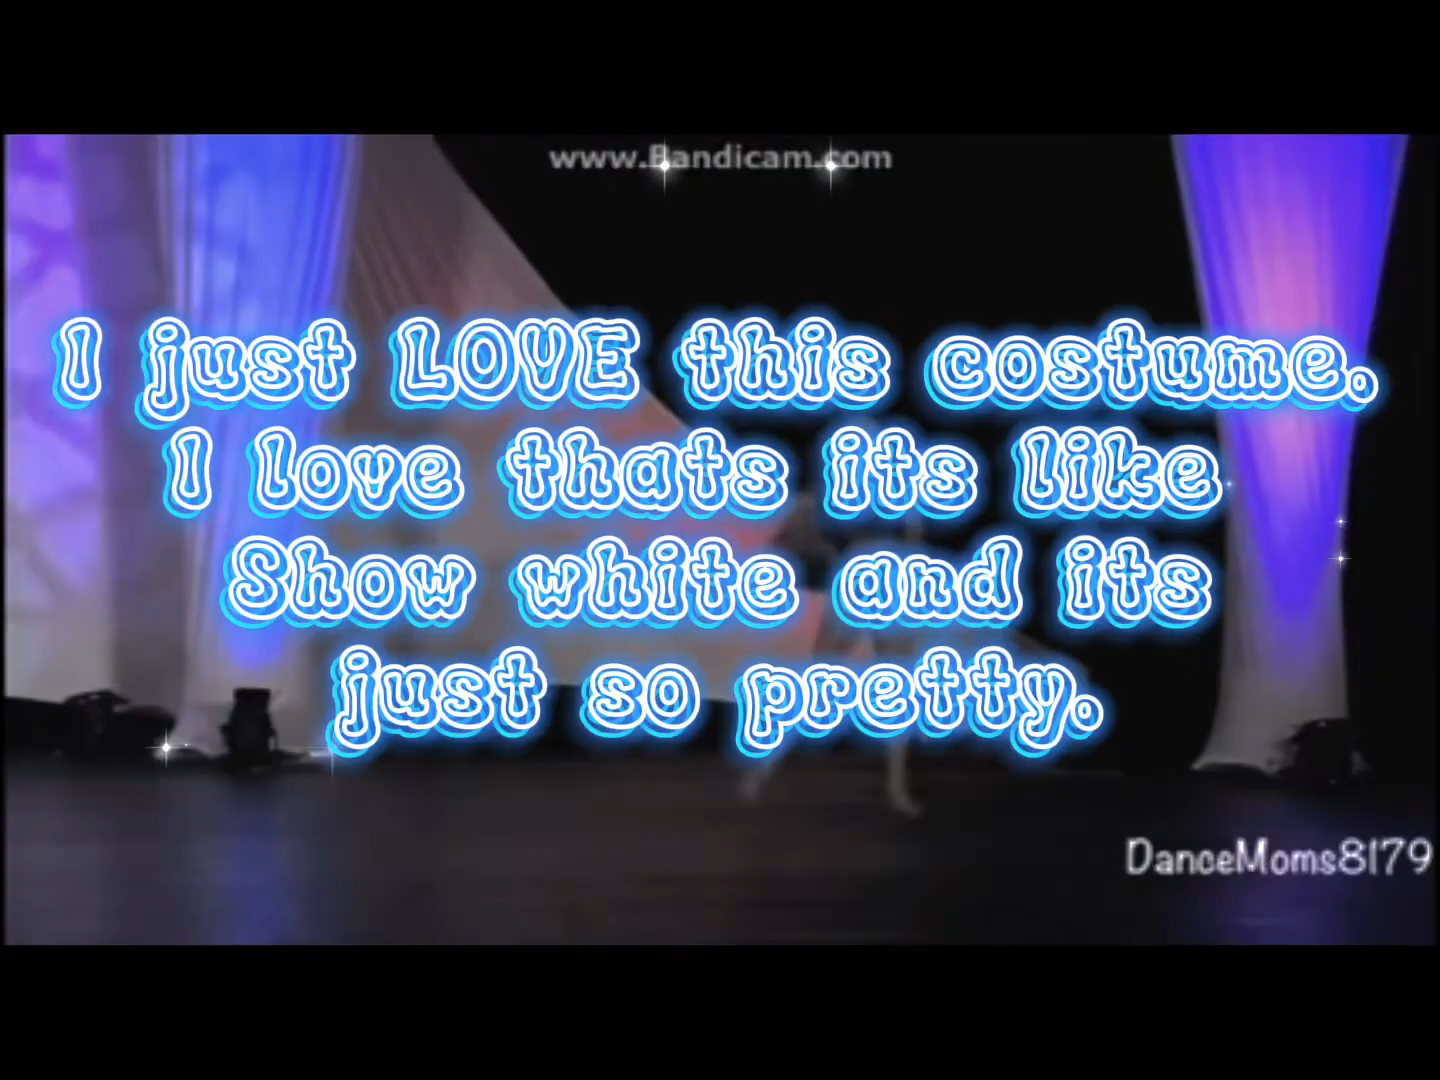 www.Bandicam.com
I just LOVE this costume.
I love thats its like
Show white and its
just so pretty.
DanceMoms8179